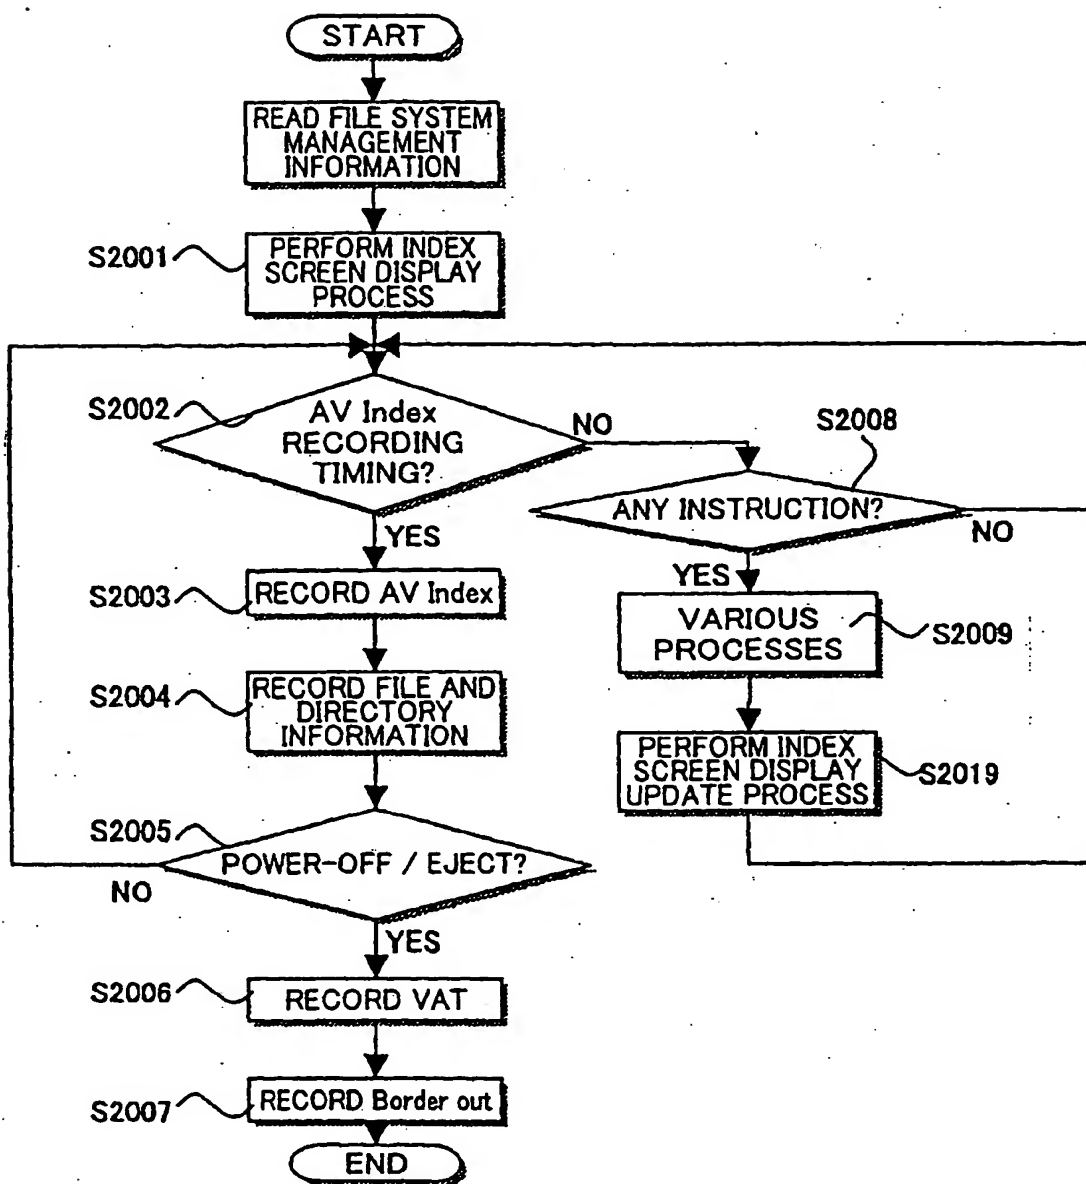 START
READ FILE SYSTEM
MANAGEMENT
INFORMATION
S2001
PERFORM INDEX
SCREEN DISPLAY
PROCESS
S2002
AV Index
RECORDING
TIMING?
NO
YES
S2008
ANY INSTRUCTION?
NO
YES
S2003
RECORD AV Index
VARIOUS
PROCESSES
S2009
S2004
RECORD FILE AND
DIRECTORY
INFORMATION
PERFORM INDEX
SCREEN DISPLAY
UPDATE PROCESS
S2019
S2005
POWER-OFF / EJECT?
NO
YES
S2006
RECORD VAT
S2007
RECORD Border out
END